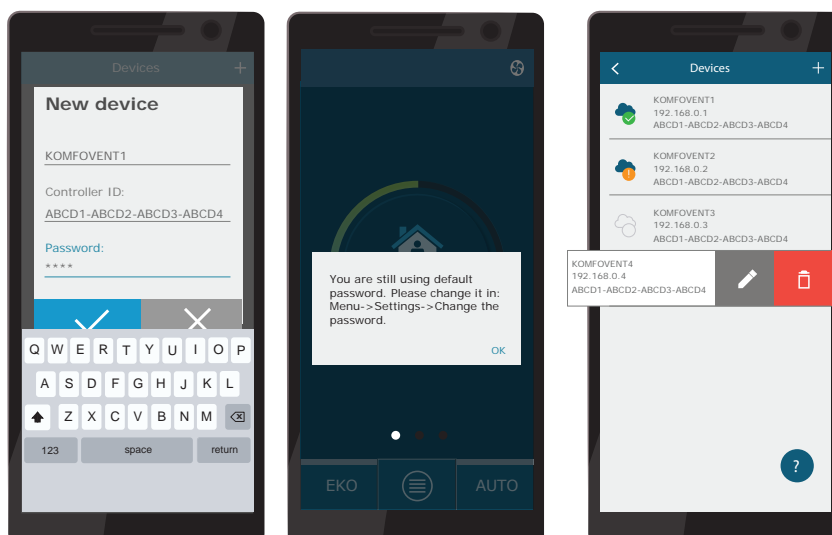 Devices +
New device
KOMFOVENT1
Controller ID:
ABCD1-ABCD2-ABCD3-ABCD4
Password:
****
Q W E R T Y U I O P
A S D F G H J K L
Z X C V B N M
123 space return
You are still using default
password. Please change it in:
Menu->Settings->Change the
password.
OK
EKO AUTO
Devices +
KOMFOVENT1
192.168.0.1
ABCD1-ABCD2-ABCD3-ABCD4
KOMFOVENT2
192.168.0.2
ABCD1-ABCD2-ABCD3-ABCD4
KOMFOVENT3
192.168.0.3
ABCD1-ABCD2-ABCD3-ABCD4
KOMFOVENT4
192.168.0.4
ABCD1-ABCD2-ABCD3-ABCD4
?